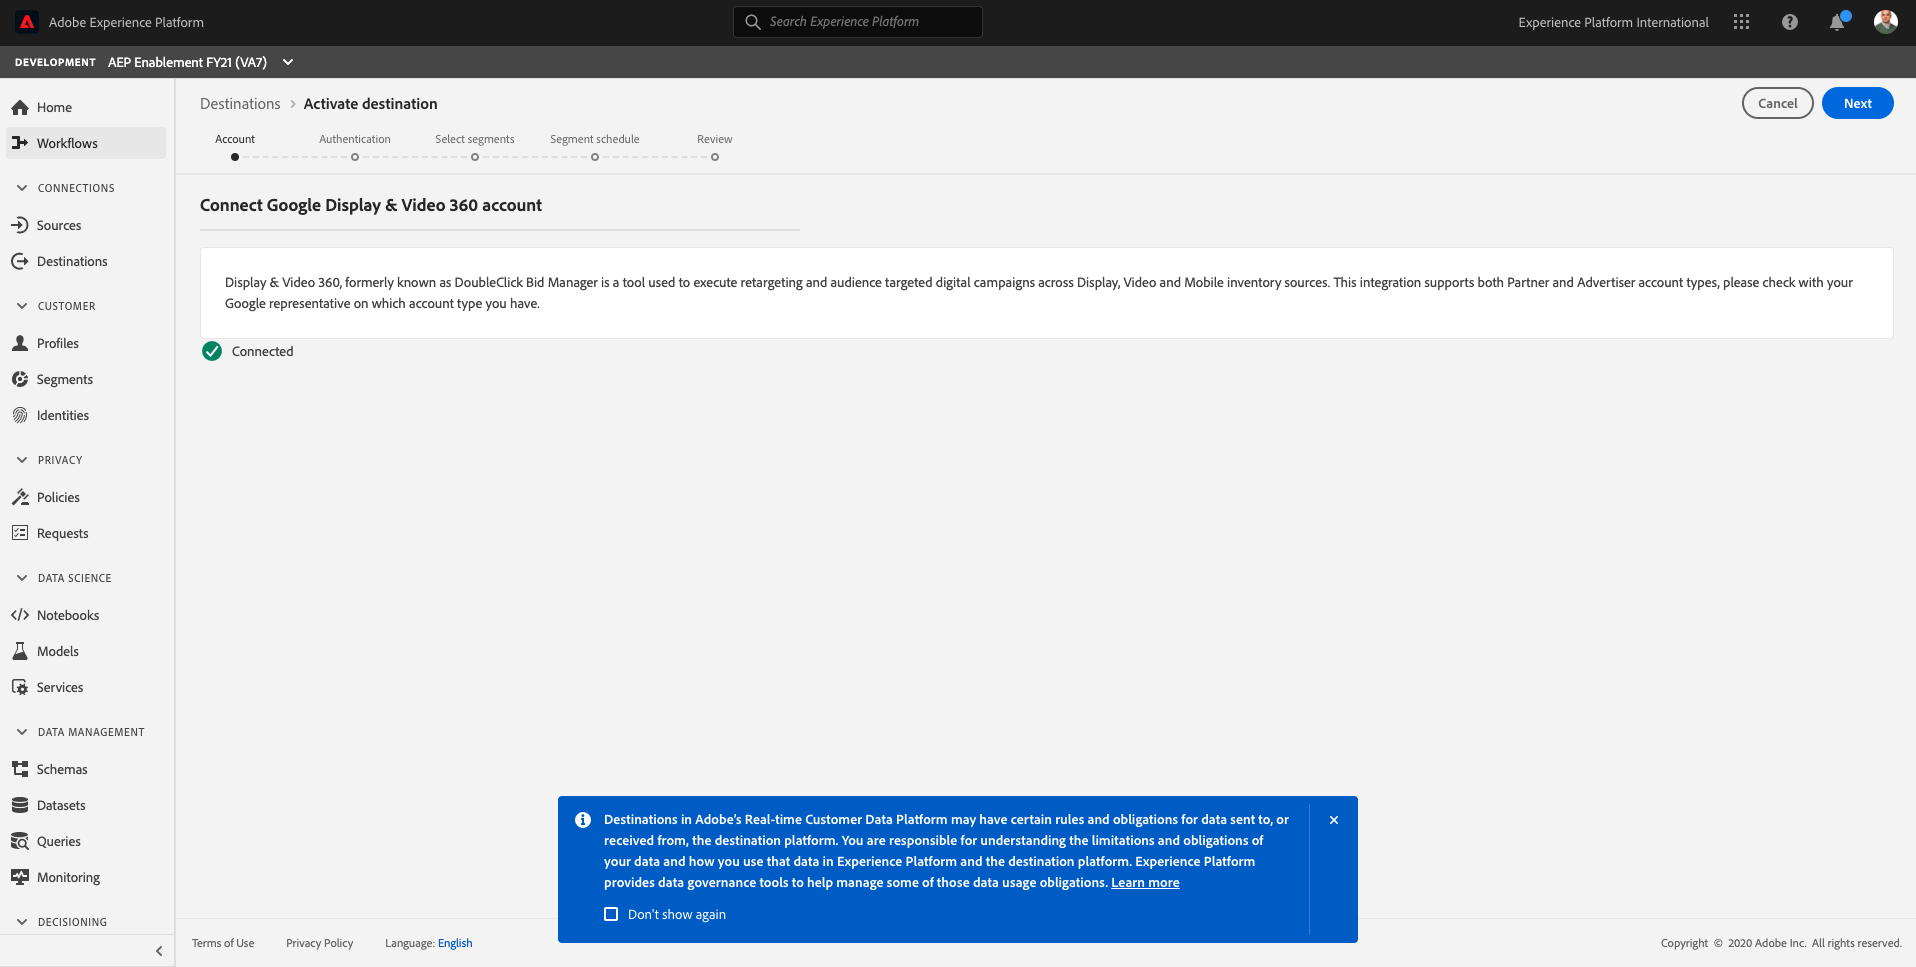 Adobe Experience Platform
Search Experience Platform
Experience Platform International
DEVELOPMENT AEP Enablement FY21 (VA7)
Home
Workflows
CONNECTIONS
Sources
Destinations
CUSTOMER
Profiles
Segments
Identities
PRIVACY
Policies
Requests
DATA SCIENCE
Notebooks
Models
Services
DATA MANAGEMENT
Schemas
Datasets
Queries
Monitoring
DECISIONING
Destinations > Activate destination
Cancel
Next
Account
Authentication
Select segments
Segment schedule
Review
Connect Google Display & Video 360 account
Display & Video 360, formerly known as DoubleClick Bid Manager is a tool used to execute retargeting and audience targeted digital campaigns across Display, Video and Mobile inventory sources. This integration supports both Partner and Advertiser account types, please check with your
Google representative on which account type you have.
Connected
Destinations in Adobe's Real-time Customer Data Platform may have certain rules and obligations for data sent to, or
received from, the destination platform. You are responsible for understanding the limitations and obligations of
your data and how you use that data in Experience Platform and the destination platform. Experience Platform
provides data governance tools to help manage some of those data usage obligations. Learn more
Don't show again
Terms of Use
Privacy Policy
Language: English
Copyright © 2020 Adobe Inc. All rights reserved.